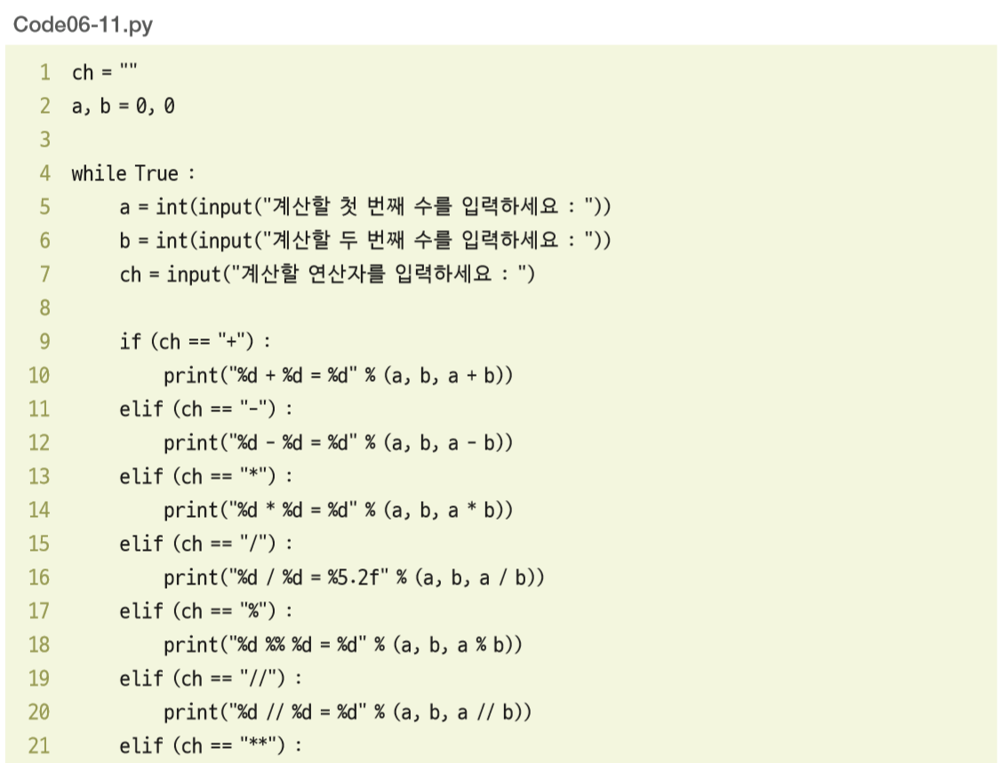 Code06-11.py
1 ch = ""
2 a, b = 0, 0
3
4 while True :
5 a = int(input("계산할 첫 번째 수를 입력하세요 : "))
6 b = int(input("계산할 두 번째 수를 입력하세요 : "))
7 ch = input("계산할 연산자를 입력하세요 : ")
8
9 if (ch == "+") :
10 print("%d + %d = %d" % (a, b, a + b))
11 elif (ch == "-") :
12 print("%d - %d = %d" % (a, b, a - b))
13 elif (ch == "*") :
14 print("%d * %d = %d" % (a, b, a * b))
15 elif (ch == "/") :
16 print("%d / %d = %5.2f" % (a, b, a / b))
17 elif (ch == "%") :
18 print("%d %% %d = %d" % (a, b, a % b))
19 elif (ch == "//") :
20 print("%d // %d = %d" % (a, b, a // b))
21 elif (ch == "**") :